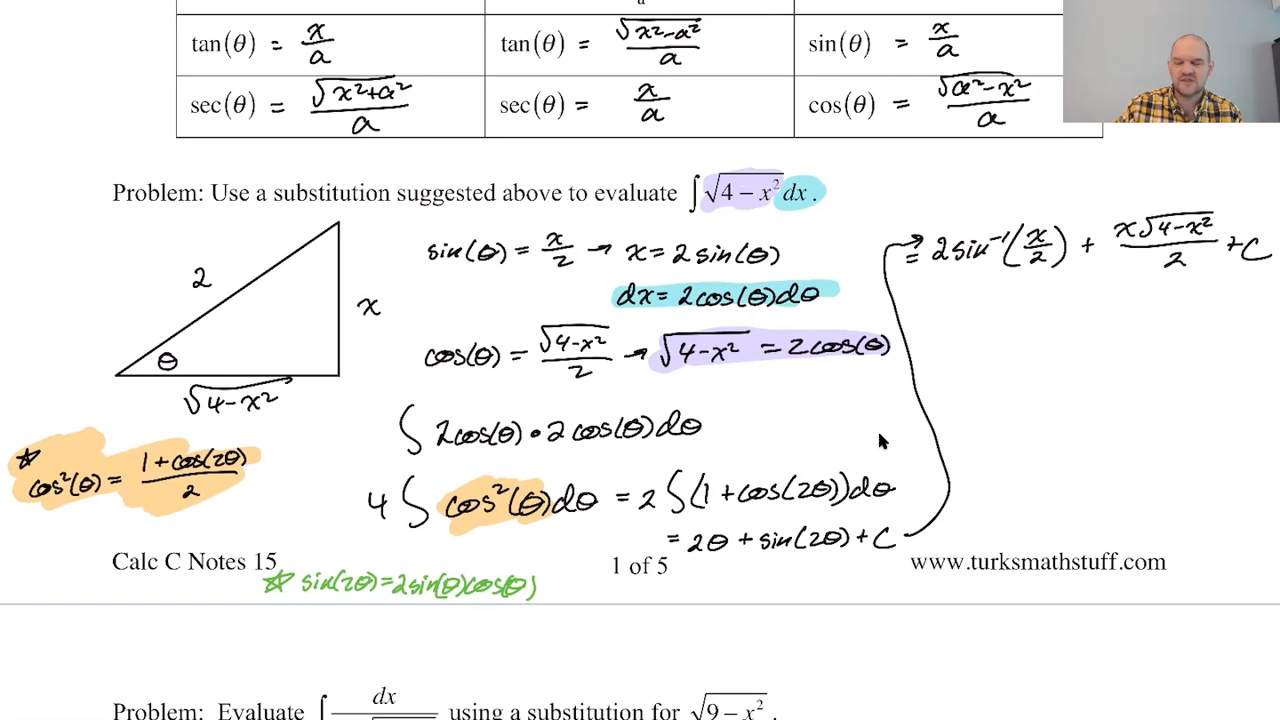 a
tan(θ) = x/a
tan(θ) = √(x²-a²)/a
sin(θ) = x/a
sec(θ) = √(x²+a²)/a
sec(θ) = x/a
cos(θ) = √(a²-x²)/a
Problem: Use a substitution suggested above to evaluate ∫√(4-x²)dx.
2
x
θ
√(4-x²)
sin(θ) = x/2 → x = 2sin(θ)
dx = 2cos(θ)dθ
cos(θ) = √(4-x²)/2 → √(4-x²) = 2cos(θ)
∫ 2cos(θ) • 2cos(θ)dθ
☆ cos²(θ) = (1+cos(2θ))/2
4∫ cos²(θ)dθ = 2∫(1+cos(2θ))dθ
= 2θ + sin(2θ) + C
= 2sin⁻¹(x/2) + x√(4-x²)/2 + C
Calc C Notes 15
1 of 5
www.turksmathstuff.com
☆ sin(2θ)=2sin(θ)cos(θ)
Problem: Evaluate ∫ dx using a substitution for √(9-x²).